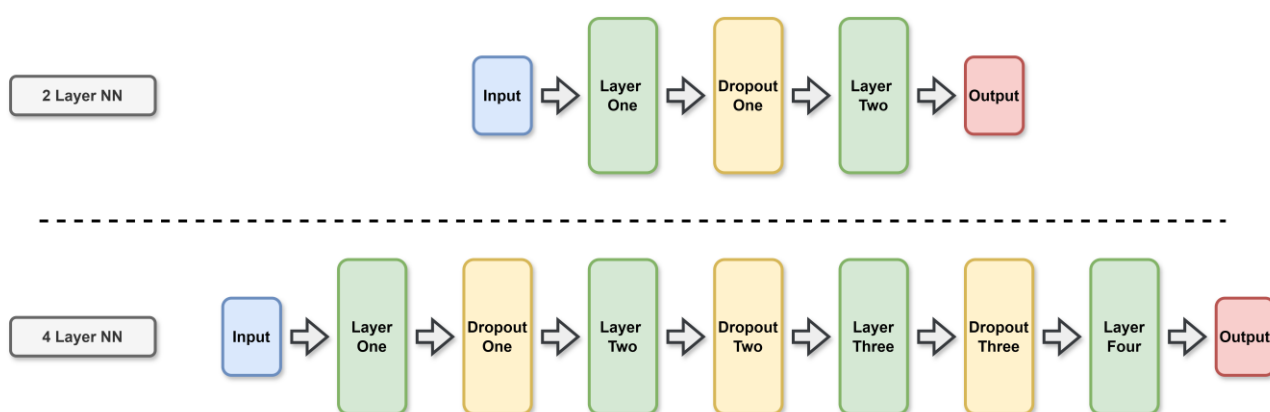 2 Layer NN
Input
Layer
One
Dropout
One
Layer
Two
Output
4 Layer NN
Input
Layer
One
Dropout
One
Layer
Two
Dropout
Two
Layer
Three
Dropout
Three
Layer
Four
Output